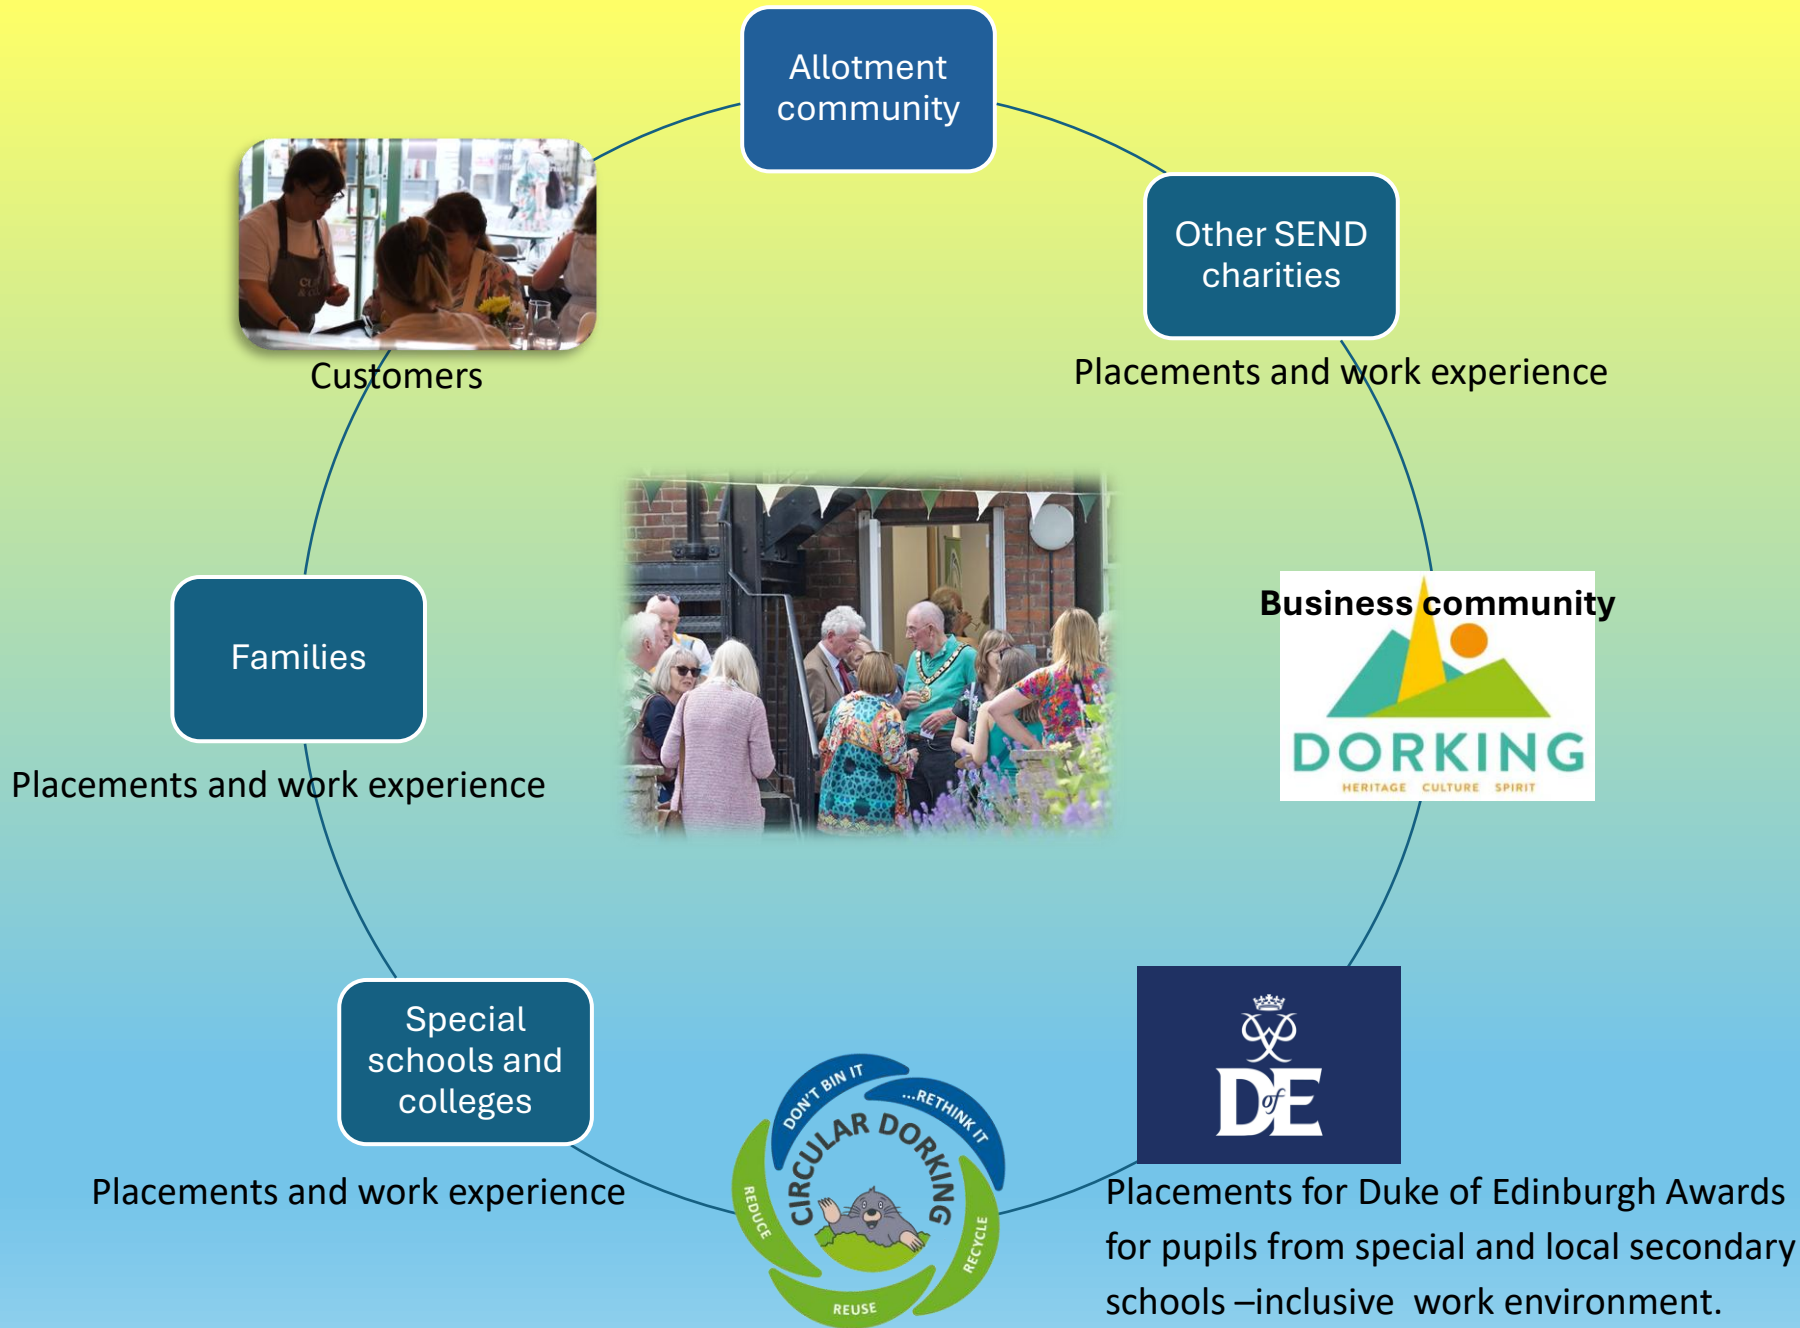 Allotment
community
Other SEND
charities
Placements and work experience
Business community
DORKING
HERITAGE CULTURE SPIRIT
D of E
Placements for Duke of Edinburgh Awards
for pupils from special and local secondary
schools –inclusive  work environment.
DON'T BIN IT
...RETHINK IT
RECYCLE
REUSE
REDUCE
CIRCULAR DORKING
Special
schools and
colleges
Placements and work experience
Families
Placements and work experience
Customers